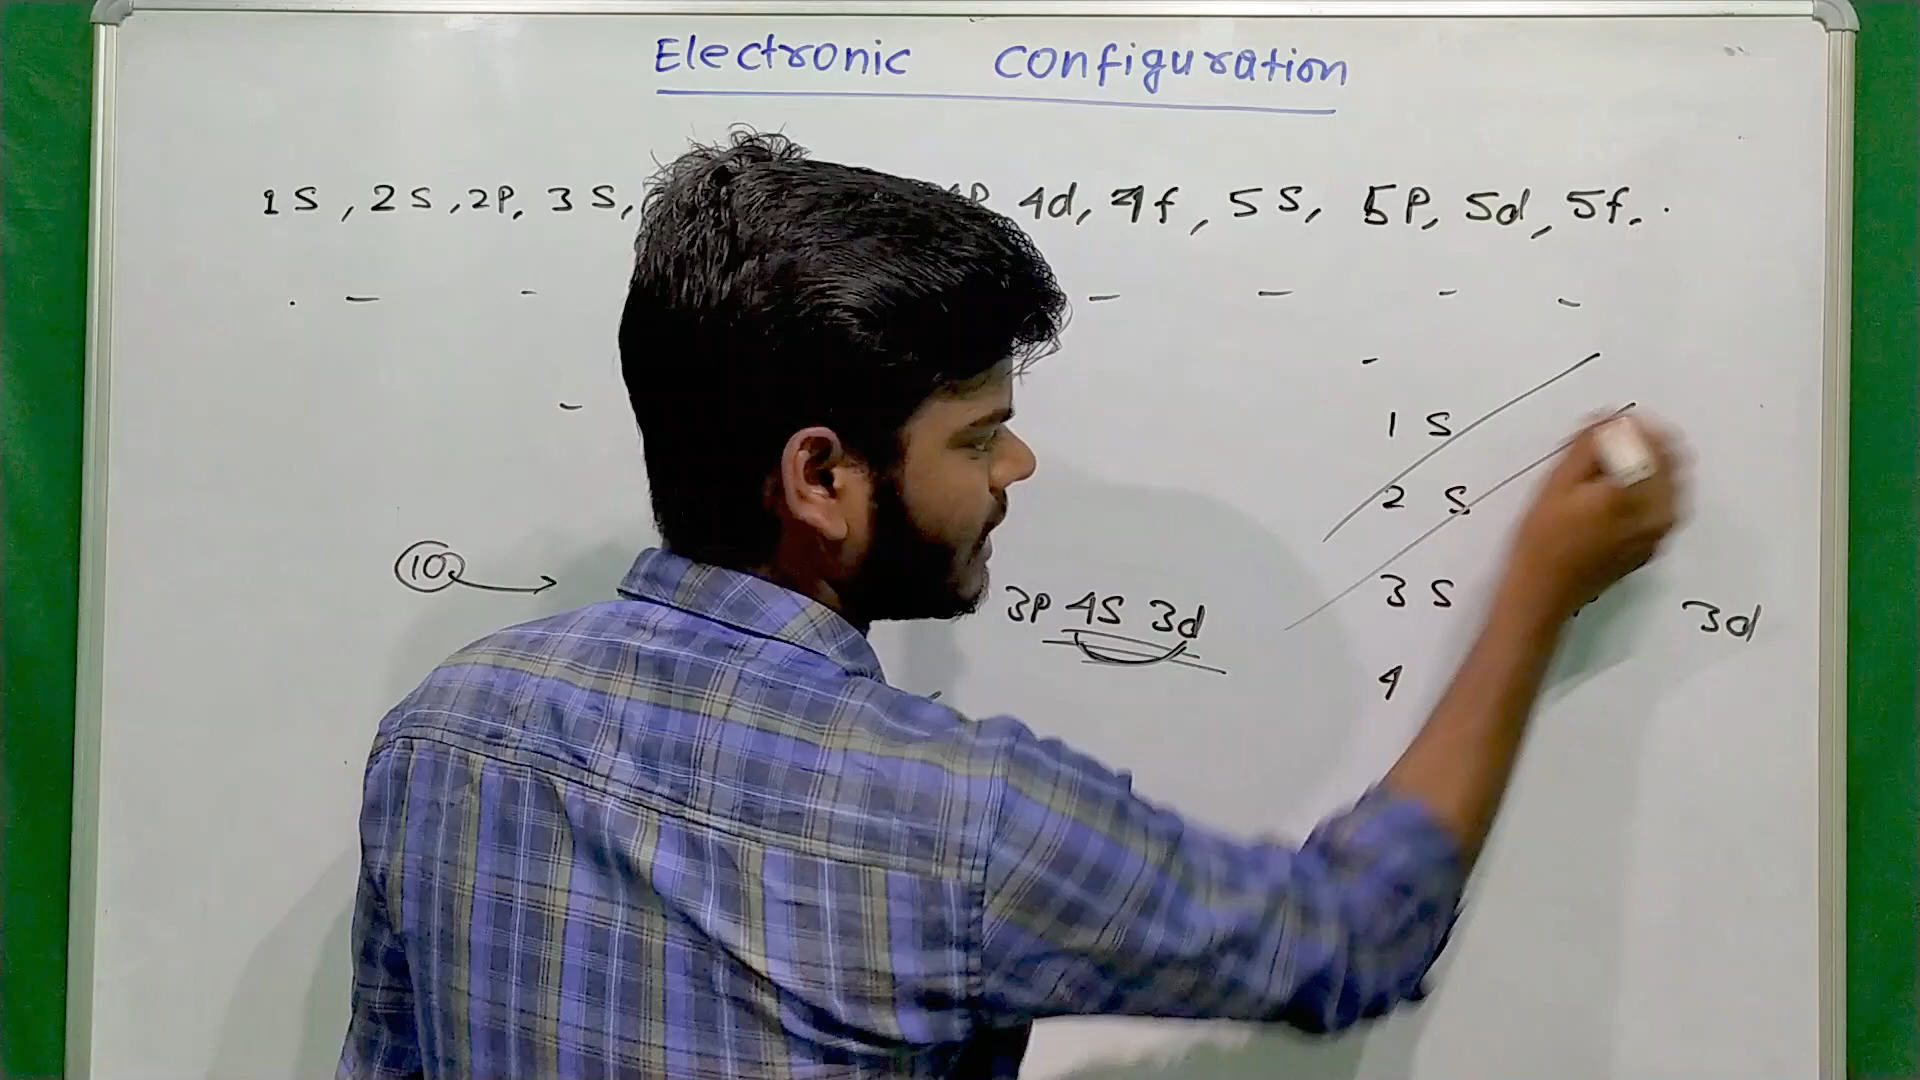 Electronic Configuration
1S, 2S, 2P, 3S, 4d, 4f, 5S, 5P, 5d, 5f, .
1 S
2 S
10
3P 4S 3d
3 S 3d
4